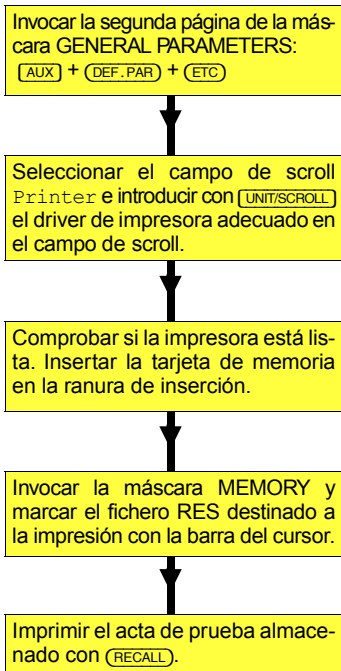 Invocar la segunda página de la más-
cara GENERAL PARAMETERS:
AUX + DEF.PAR + ETC
Seleccionar el campo de scroll
Printer e introducir con UNIT/SCROLL
el driver de impresora adecuado en
el campo de scroll.
Comprobar si la impresora está lis-
ta. Insertar la tarjeta de memoria
en la ranura de inserción.
Invocar la máscara MEMORY y
marcar el fichero RES destinado a
la impresión con la barra del cursor.
Imprimir el acta de prueba almace-
nado con RECALL.